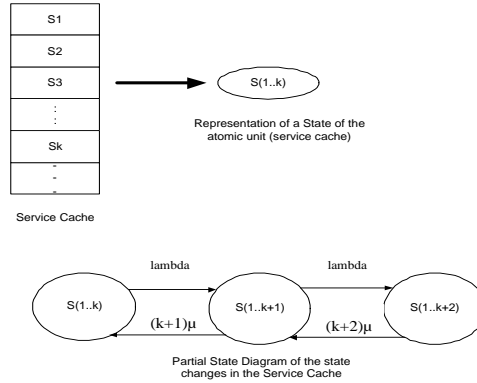 S1
S2
S3
:
:
Sk
-
-
-
Service Cache
S(1..k)
Representation of a State of the
atomic unit (service cache)
lambda
lambda
S(1..k)
S(1..k+1)
S(1..k+2)
(k+1)µ
(k+2)µ
Partial State Diagram of the state
changes in the Service Cache